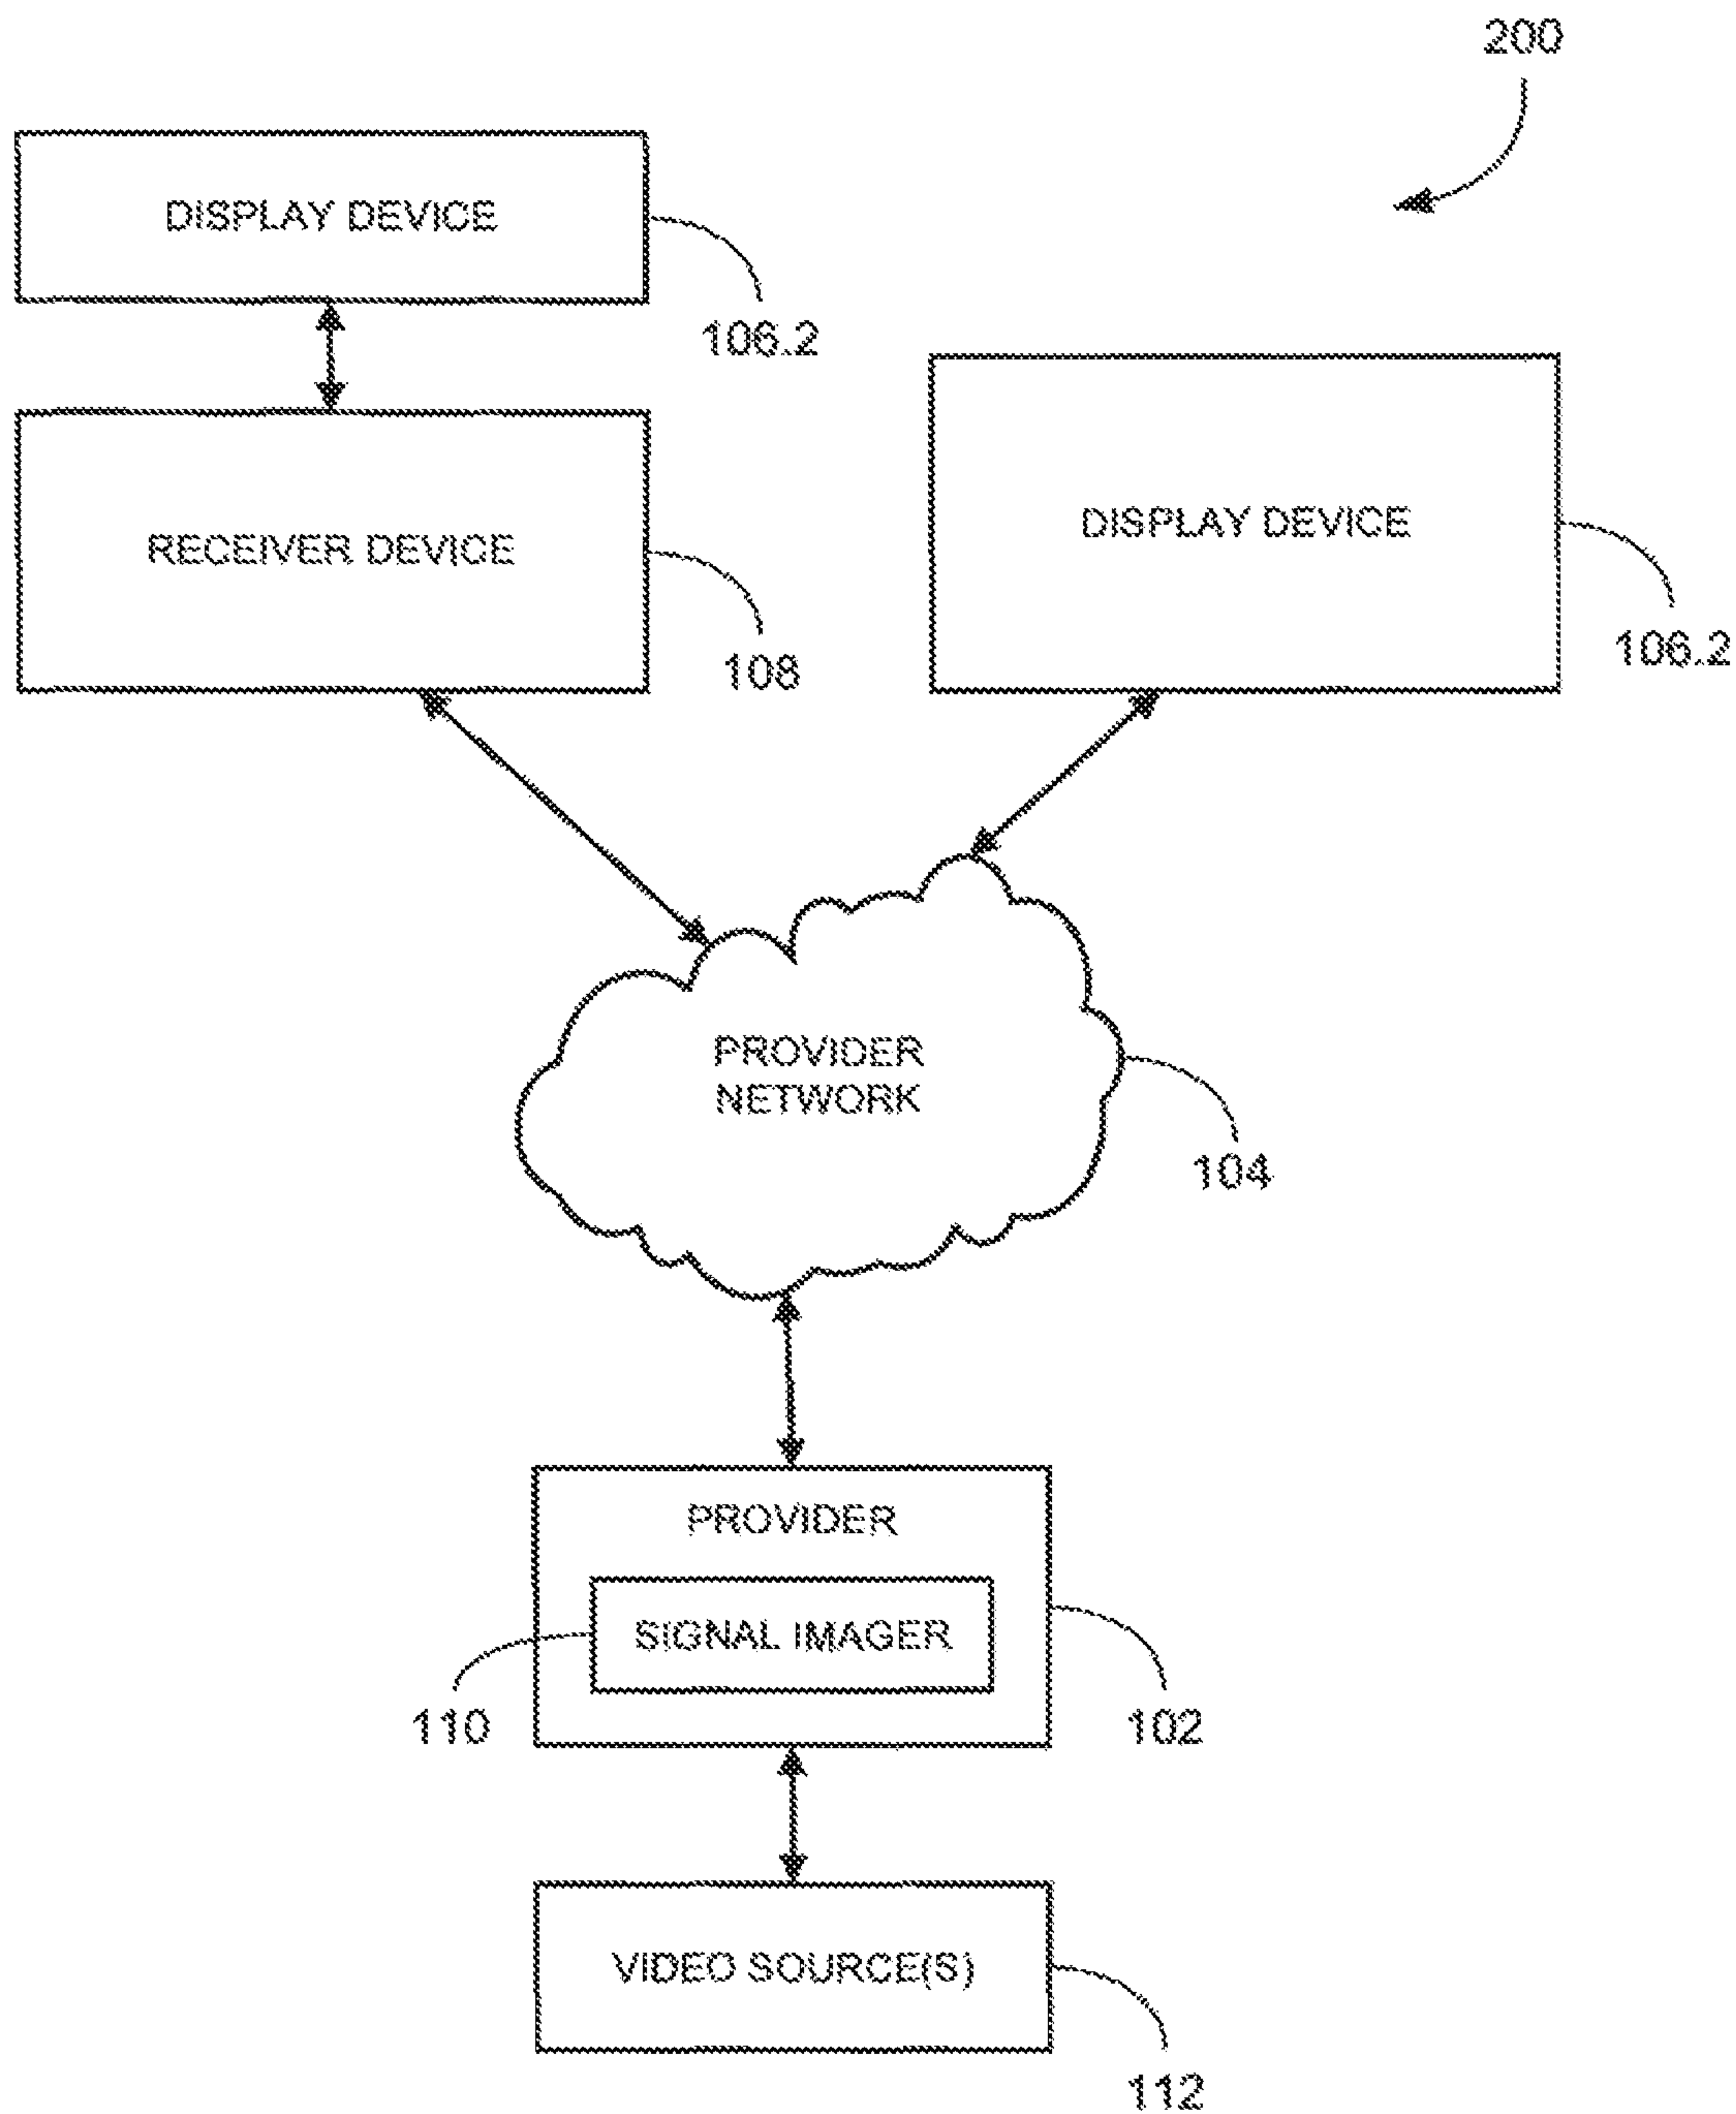 200
DISPLAY DEVICE
106.2
RECEIVER DEVICE
108
DISPLAY DEVICE
106.2
PROVIDER
NETWORK
104
PROVIDER
SIGNAL IMAGER
110
102
VIDEO SOURCE(S)
112